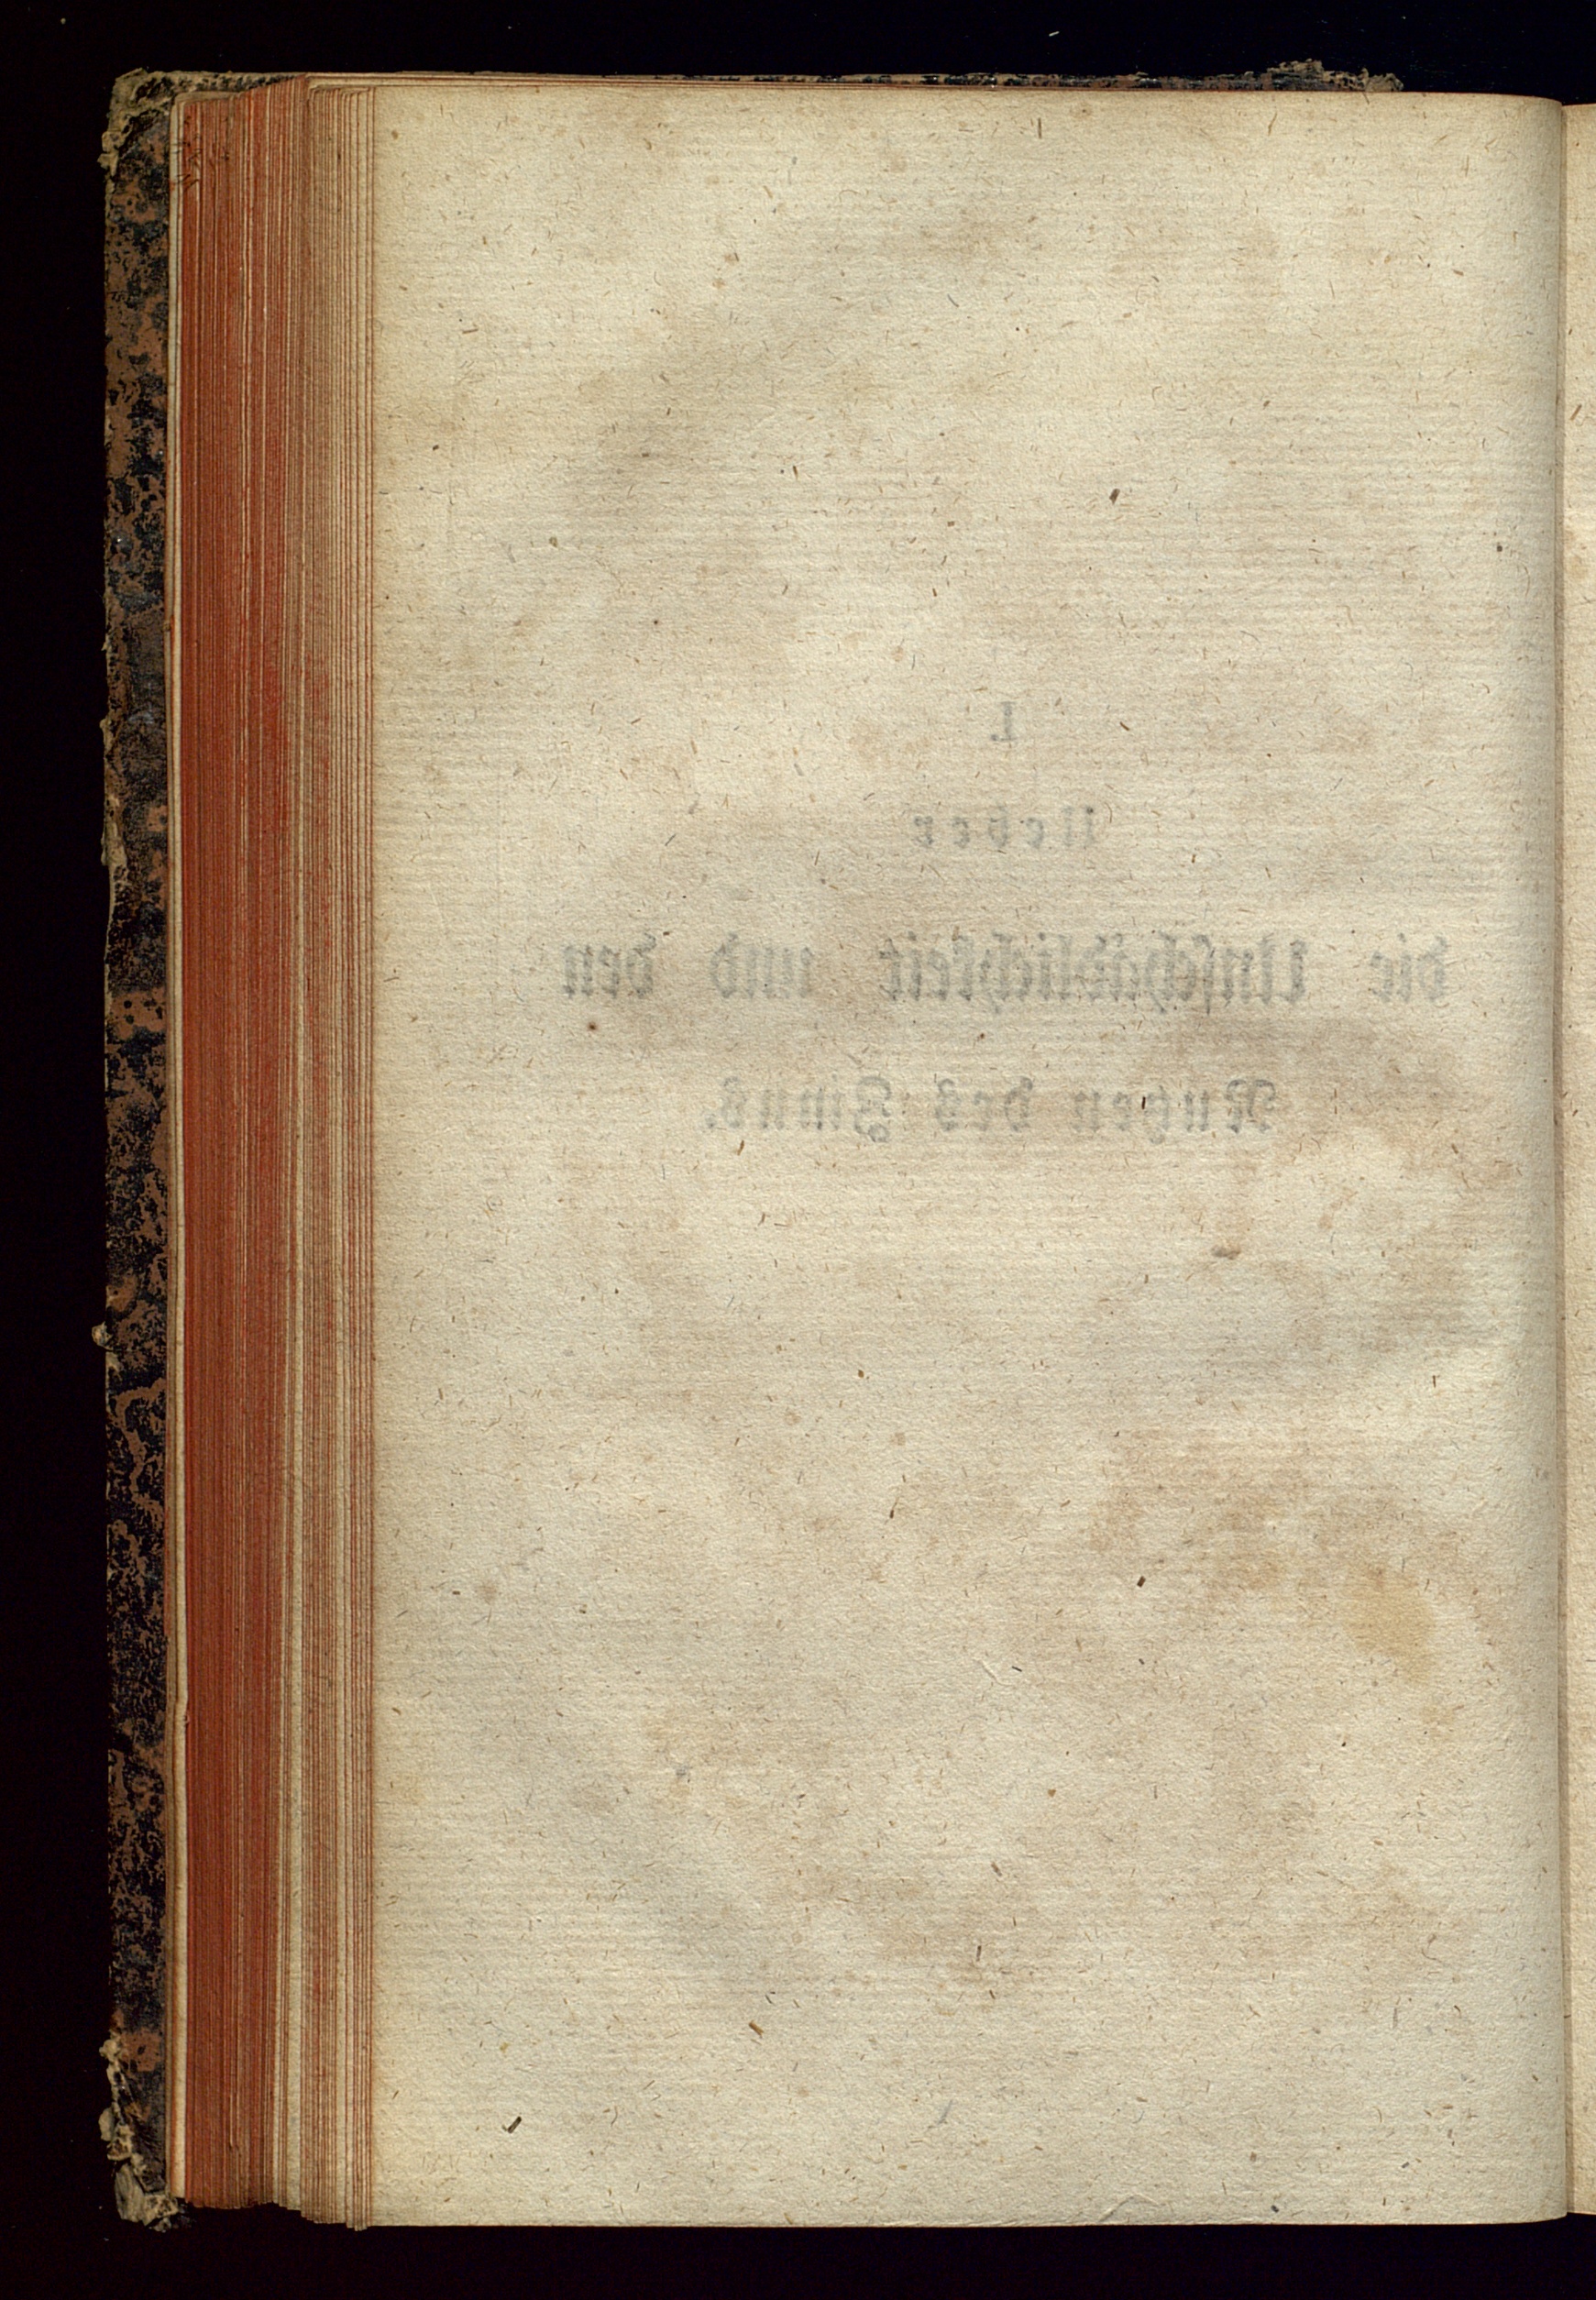 I.
Ueber
die Unschädlichkeit und den
Nutzen des Zinns.